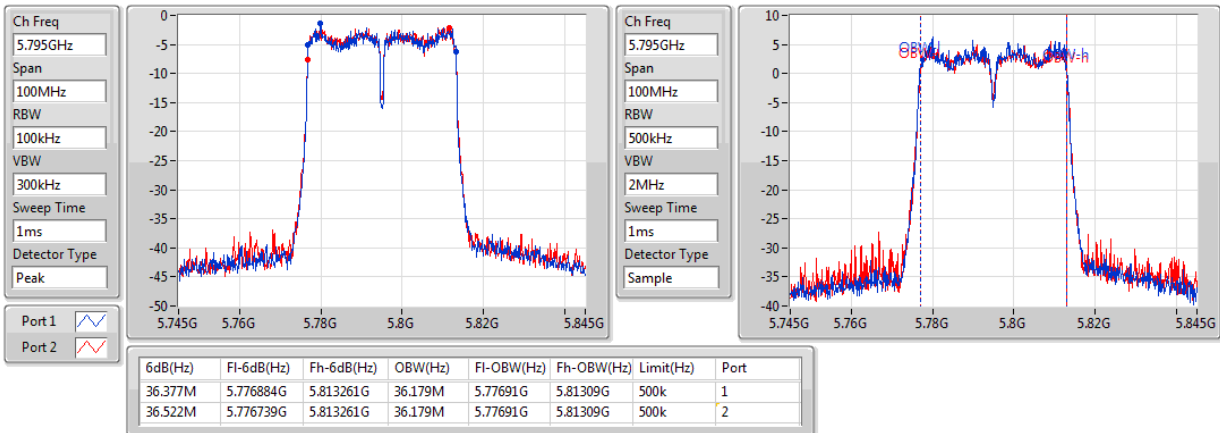 Ch Freq
5.795GHz
Span
100MHz
RBW
100kHz
VBW
300kHz
Sweep Time
1ms
Detector Type
Peak
Port 1
Port 2
0
-5
-10
-15
-20
-25
-30
-35
-40
-45
-50
5.745G 5.76G 5.78G 5.8G 5.82G 5.845G
Ch Freq
5.795GHz
Span
100MHz
RBW
500kHz
VBW
2MHz
Sweep Time
1ms
Detector Type
Sample
10
5
0
-5
-10
-15
-20
-25
-30
-35
-40
OBW-h
5.745G 5.76G 5.78G 5.8G 5.82G 5.845G
6dB(Hz) Fl-6dB(Hz) Fh-6dB(Hz) OBW(Hz) Fl-OBW(Hz) Fh-OBW(Hz) Limit(Hz) Port
36.377M 5.776884G 5.813261G 36.179M 5.77691G 5.81309G 500k 1
36.522M 5.776739G 5.813261G 36.179M 5.77691G 5.81309G 500k 2